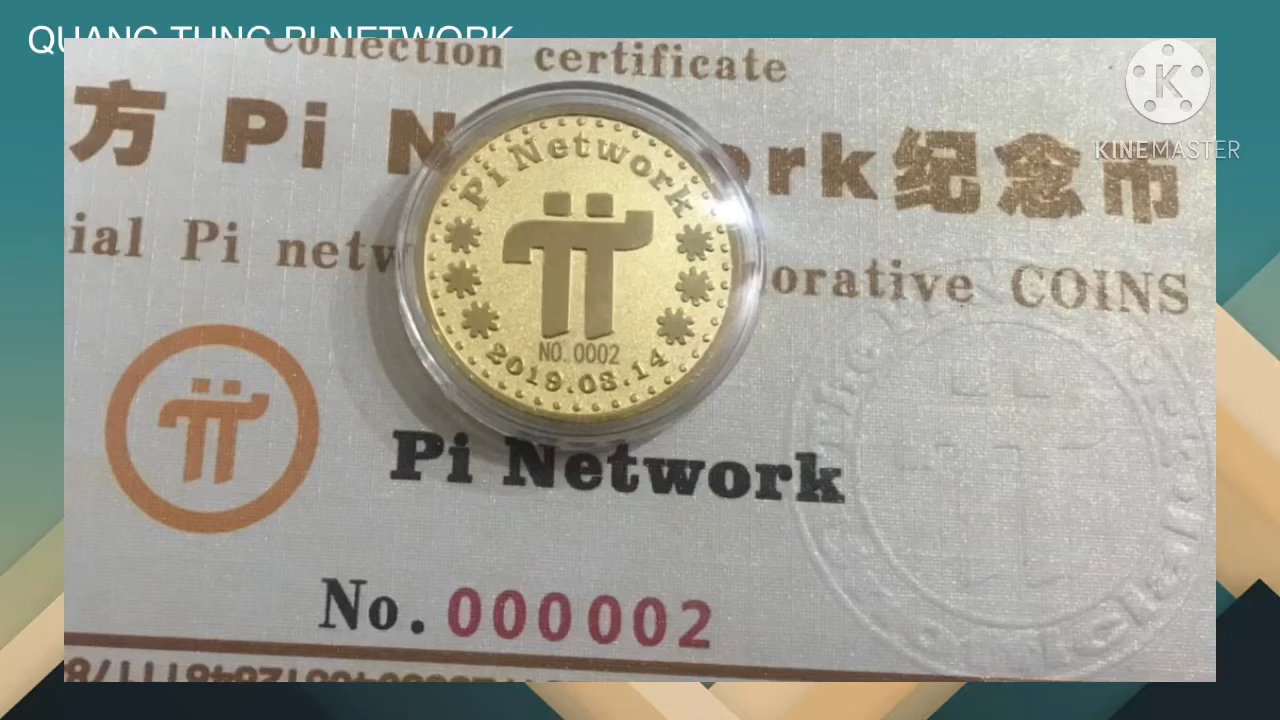 QUANG TUNG PI NETWORK
Collection certificate
方 Pi N rk纪念币
ial Pi netw orative COINS
Pi Network
NO. 0002
2019.03.14
K
KINEMASTER
Pi Network
No.000002
The